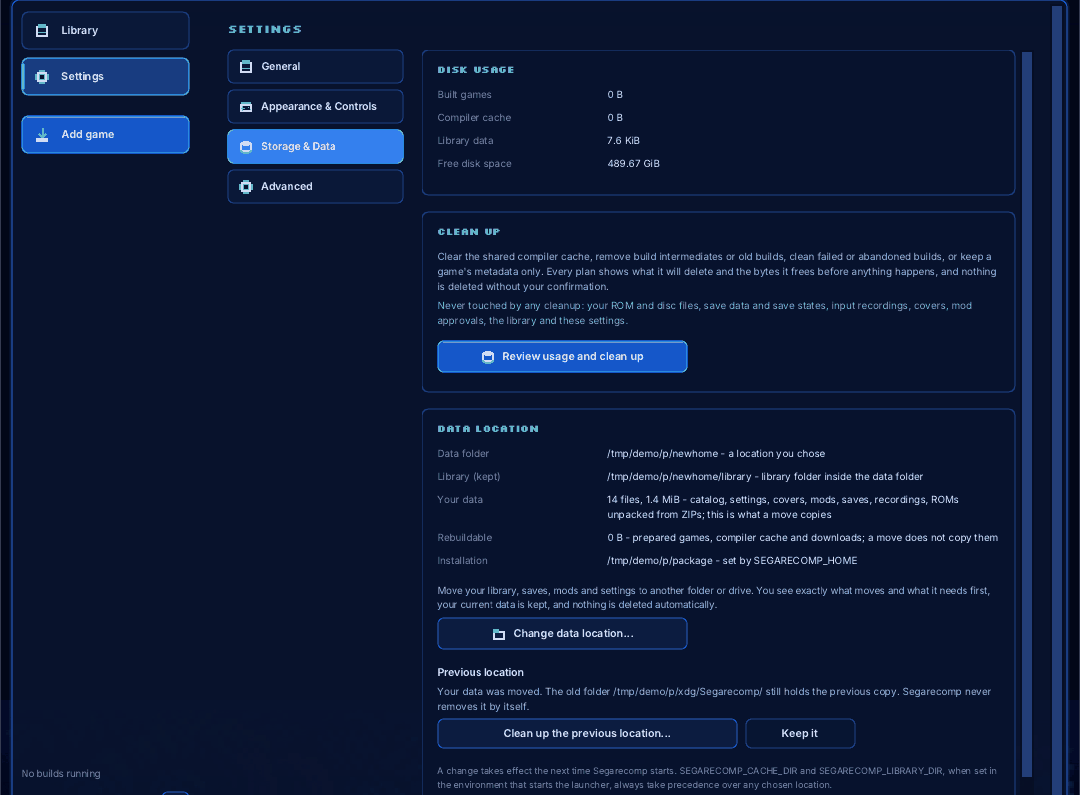 Library
Settings
Add game
SETTINGS
General
Appearance & Controls
Storage & Data
Advanced
DISK USAGE
Built games 0 B
Compiler cache 0 B
Library data 7.6 KiB
Free disk space 489.67 GiB
CLEAN UP
Clear the shared compiler cache, remove build intermediates or old builds, clean failed or abandoned builds, or keep a
game's metadata only. Every plan shows what it will delete and the bytes it frees before anything happens, and nothing
is deleted without your confirmation.
Never touched by any cleanup: your ROM and disc files, save data and save states, input recordings, covers, mod
approvals, the library and these settings.
Review usage and clean up
DATA LOCATION
Data folder /tmp/demo/p/newhome - a location you chose
Library (kept) /tmp/demo/p/newhome/library - library folder inside the data folder
Your data 14 files, 1.4 MiB - catalog, settings, covers, mods, saves, recordings, ROMs
unpacked from ZIPs; this is what a move copies
Rebuildable 0 B - prepared games, compiler cache and downloads; a move does not copy them
Installation /tmp/demo/p/package - set by SEGARECOMP_HOME
Move your library, saves, mods and settings to another folder or drive. You see exactly what moves and what it needs first,
your current data is kept, and nothing is deleted automatically.
Change data location...
Previous location
Your data was moved. The old folder /tmp/demo/p/xdg/Segarecomp/ still holds the previous copy. Segarecomp never
removes it by itself.
Clean up the previous location...
Keep it
A change takes effect the next time Segarecomp starts. SEGARECOMP_CACHE_DIR and SEGARECOMP_LIBRARY_DIR, when set in
the environment that starts the launcher, always take precedence over any chosen location.
No builds running